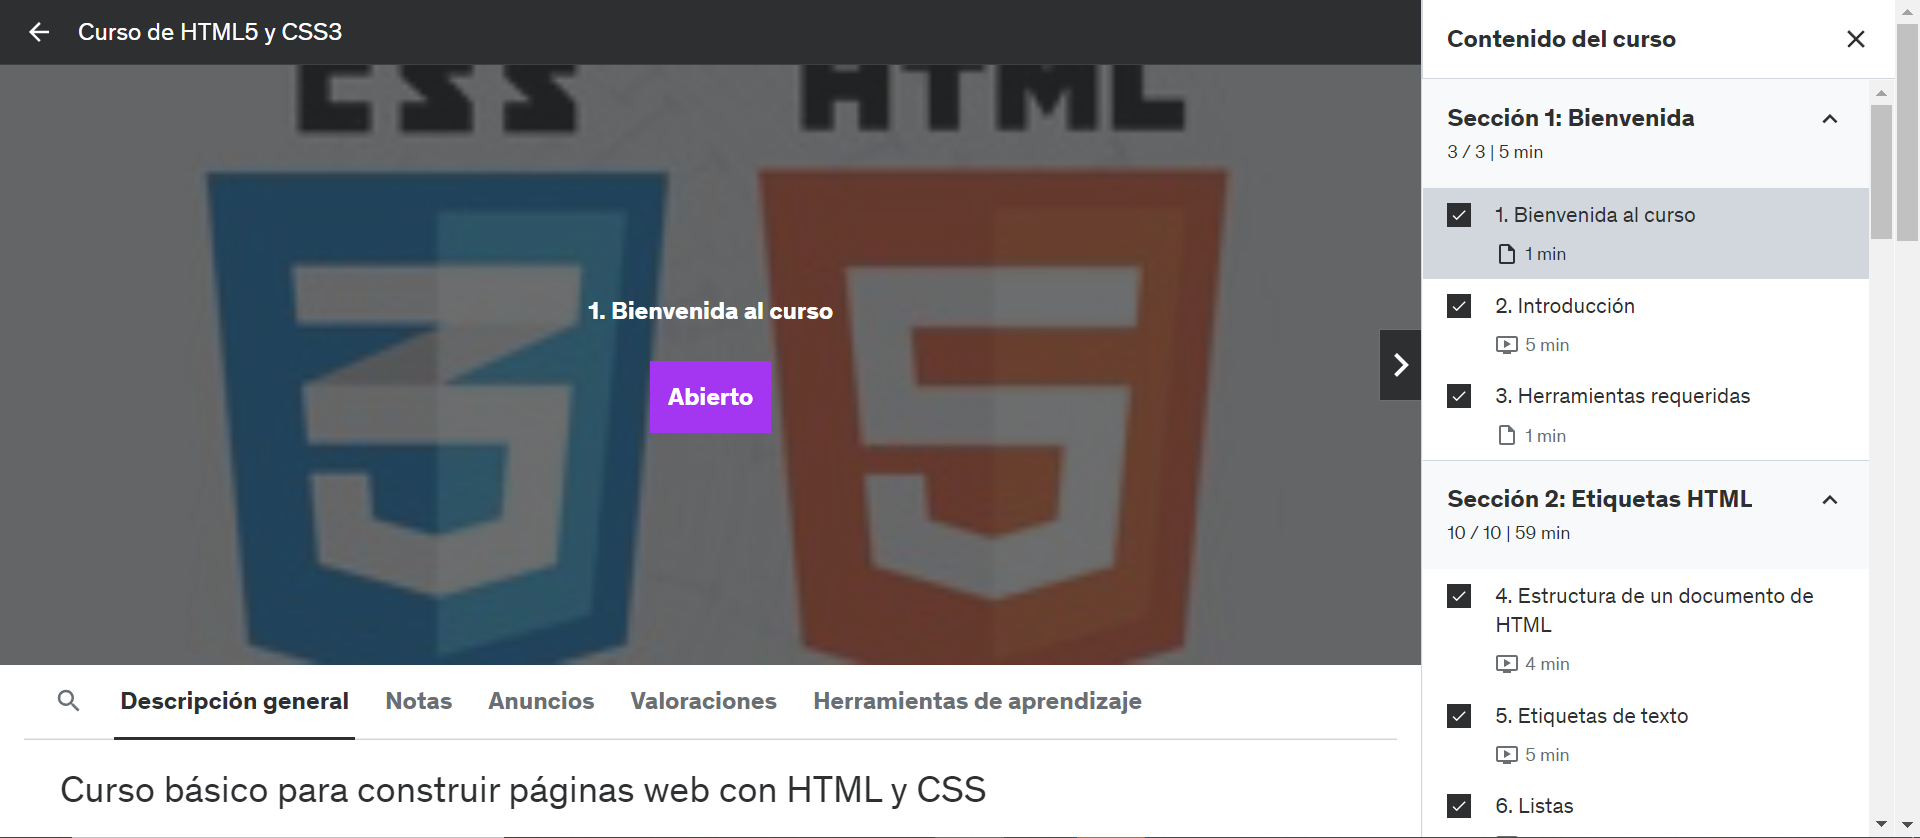 Curso de HTML5 y CSS3
CSS HTML
1. Bienvenida al curso
Abierto
Descripción general Notas Anuncios Valoraciones Herramientas de aprendizaje
Curso básico para construir páginas web con HTML y CSS
Contenido del curso
Sección 1: Bienvenida
3 / 3 | 5 min
1. Bienvenida al curso
1 min
2. Introducción
5 min
3. Herramientas requeridas
1 min
Sección 2: Etiquetas HTML
10 / 10 | 59 min
4. Estructura de un documento de
HTML
4 min
5. Etiquetas de texto
5 min
6. Listas